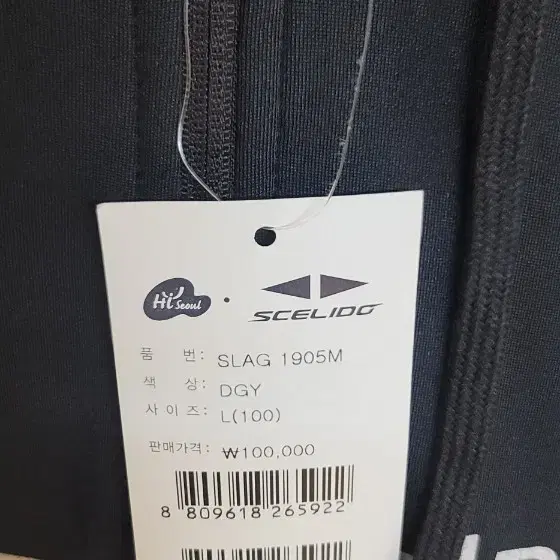 Hi Seoul · SCELIDO
품 번: SLAG 1905M
색 상: DGY
사 이 즈: L(100)
판매가격: ₩100,000
8 809618 265922